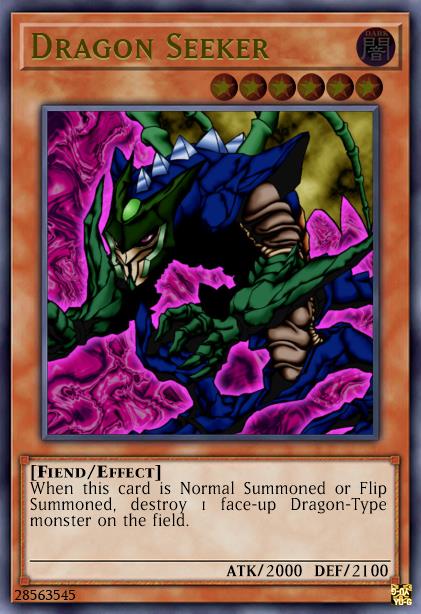 Dragon Seeker
DARK
闇
[Fiend/Effect]
When this card is Normal Summoned or Flip
Summoned, destroy 1 face-up Dragon-Type
monster on the field.
ATK/2000 DEF/2100
28563545